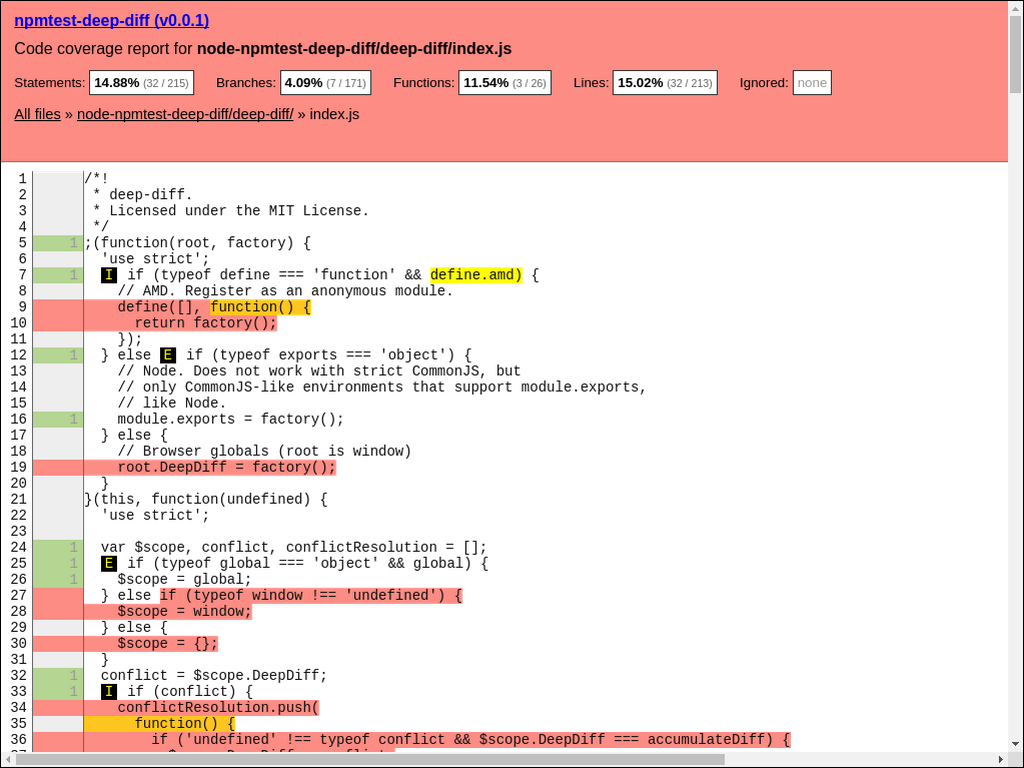 npmtest-deep-diff (v0.0.1)
Code coverage report for node-npmtest-deep-diff/deep-diff/index.js
Statements: 14.88% (32 / 215) Branches: 4.09% (7 / 171) Functions: 11.54% (3 / 26) Lines: 15.02% (32 / 213) Ignored: none
All files » node-npmtest-deep-diff/deep-diff/ » index.js
1 /*!
2  * deep-diff.
3  * Licensed under the MIT License.
4  */
5 1 ;(function(root, factory) {
6   'use strict';
7 1   I if (typeof define === 'function' && define.amd) {
8     // AMD. Register as an anonymous module.
9     define([], function() {
10       return factory();
11     });
12 1   } else E if (typeof exports === 'object') {
13     // Node. Does not work with strict CommonJS, but
14     // only CommonJS-like environments that support module.exports,
15     // like Node.
16 1     module.exports = factory();
17   } else {
18     // Browser globals (root is window)
19     root.DeepDiff = factory();
20   }
21 }(this, function(undefined) {
22   'use strict';
23
24 1   var $scope, conflict, conflictResolution = [];
25 1   E if (typeof global === 'object' && global) {
26 1     $scope = global;
27   } else if (typeof window !== 'undefined') {
28     $scope = window;
29   } else {
30     $scope = {};
31   }
32 1   conflict = $scope.DeepDiff;
33 1   I if (conflict) {
34     conflictResolution.push(
35       function() {
36         if ('undefined' !== typeof conflict && $scope.DeepDiff === accumulateDiff) {